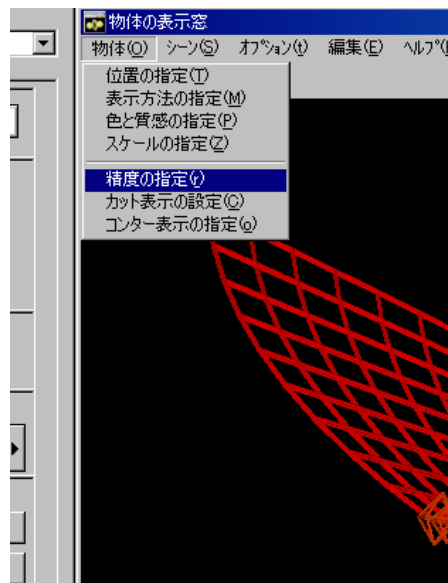 物体の表示窓
物体(O) シーン(S) オプション(t) 編集(E) ヘルプ(
位置の指定(T)
表示方法の指定(M)
色と質感の指定(P)
スケールの指定(Z)
精度の指定(r)
カット表示の設定(C)
コンター表示の指定(o)